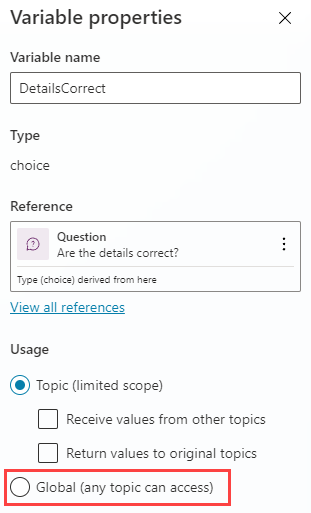 Variable properties
Variable name
DetailsCorrect
Type
choice
Reference
Question
Are the details correct?
Type (choice) derived from here
View all references
Usage
Topic (limited scope)
Receive values from other topics
Return values to original topics
Global (any topic can access)